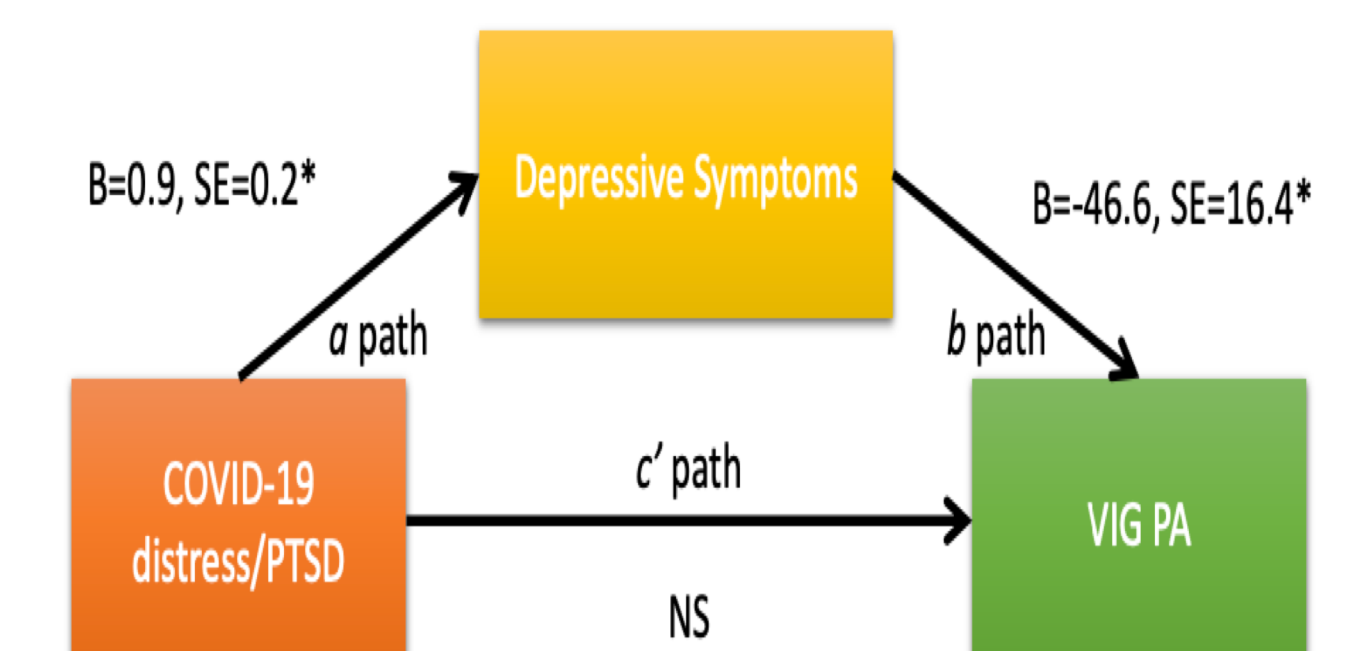 Depressive Symptoms
B=0.9, SE=0.2*
B=-46.6, SE=16.4*
a path
b path
COVID-19
distress/PTSD
c’ path
VIG PA
NS